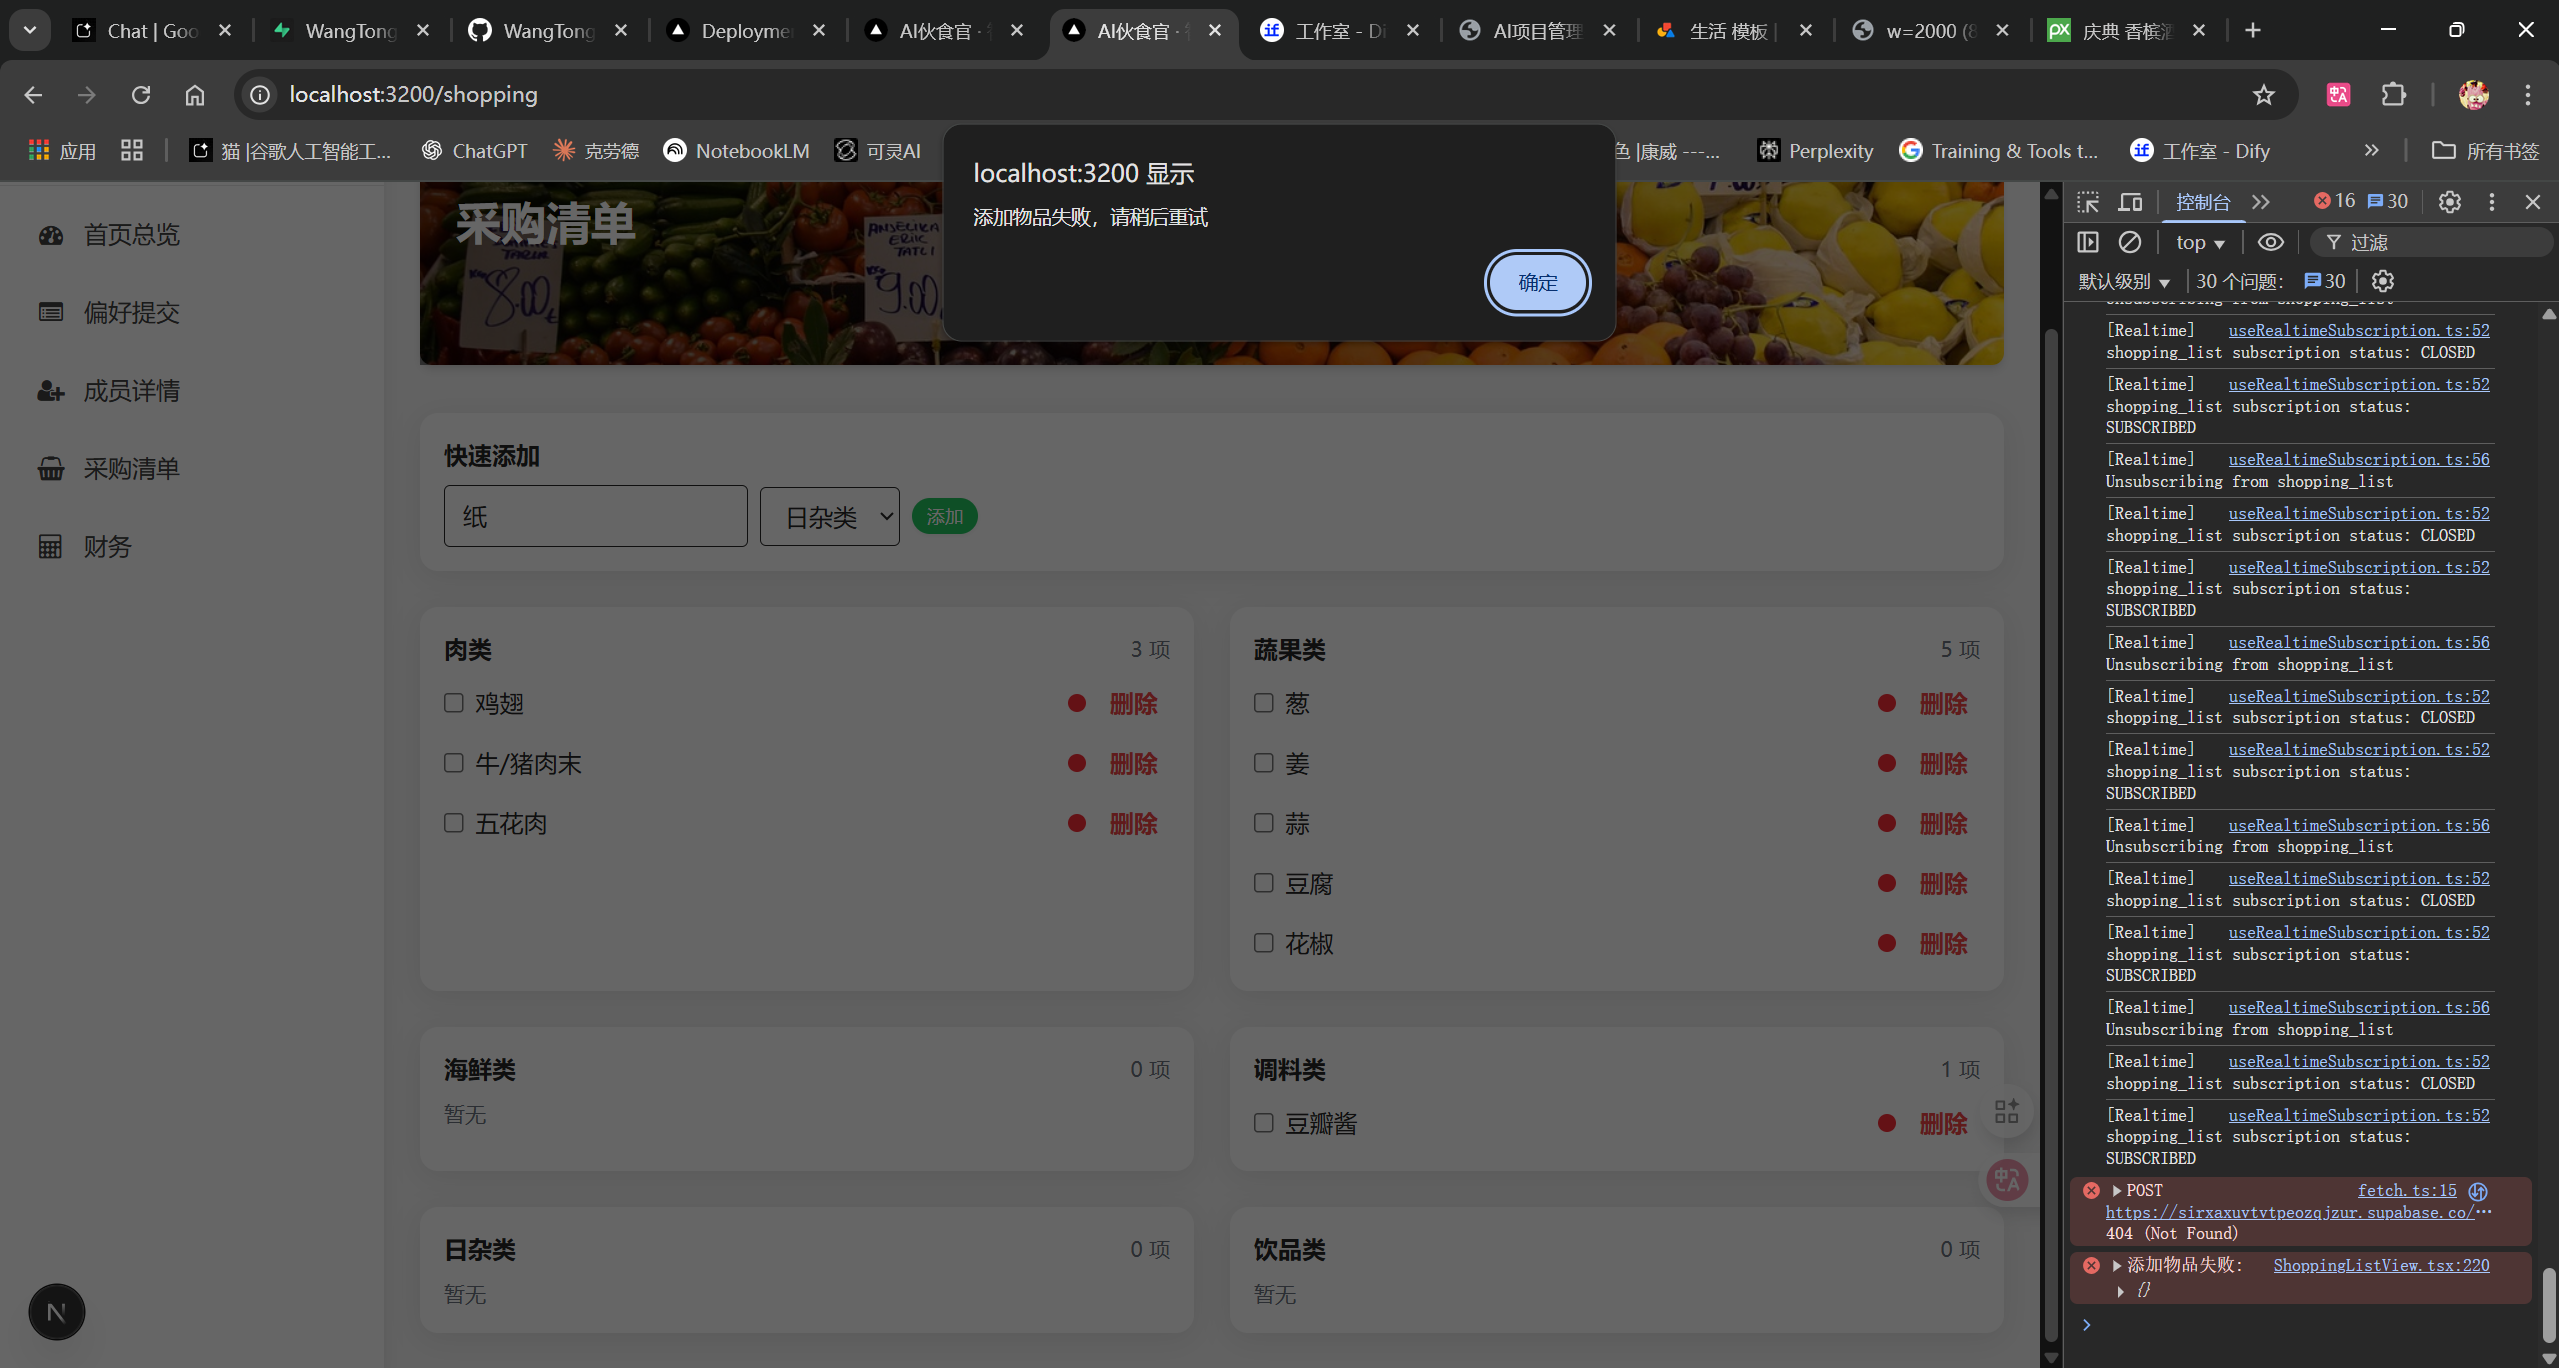 Chat | Goo
WangTong
WangTong
Deployme
AI伙食官 ·
AI伙食官 ·
工作室 - Di
AI项目管理
生活 模板 |
w=2000 (8
庆典 香槟酒
localhost:3200/shopping
应用
猫 |谷歌人工智能工...
ChatGPT
克劳德
NotebookLM
可灵AI
色 |康威 ---...
Perplexity
Training & Tools t...
工作室 - Dify
所有书签
localhost:3200 显示
添加物品失败，请稍后重试
确定
首页总览
偏好提交
成员详情
采购清单
财务
采购清单
8.00
ANJELIKA
ERIK
TATLI
9.00
快速添加
纸
日杂类
添加
肉类
3 项
鸡翅
删除
牛/猪肉末
删除
五花肉
删除
蔬果类
5 项
葱
删除
姜
删除
蒜
删除
豆腐
删除
花椒
删除
海鲜类
0 项
暂无
调料类
1 项
豆瓣酱
删除
日杂类
0 项
暂无
饮品类
0 项
暂无
N
控制台
16
30
top
过滤
默认级别
30 个问题：
30
Unsubscribing from shopping_list
[Realtime] useRealtimeSubscription.ts:52
shopping_list subscription status: CLOSED
[Realtime] useRealtimeSubscription.ts:52
shopping_list subscription status:
SUBSCRIBED
[Realtime] useRealtimeSubscription.ts:56
Unsubscribing from shopping_list
[Realtime] useRealtimeSubscription.ts:52
shopping_list subscription status: CLOSED
[Realtime] useRealtimeSubscription.ts:52
shopping_list subscription status:
SUBSCRIBED
[Realtime] useRealtimeSubscription.ts:56
Unsubscribing from shopping_list
[Realtime] useRealtimeSubscription.ts:52
shopping_list subscription status: CLOSED
[Realtime] useRealtimeSubscription.ts:52
shopping_list subscription status:
SUBSCRIBED
[Realtime] useRealtimeSubscription.ts:56
Unsubscribing from shopping_list
[Realtime] useRealtimeSubscription.ts:52
shopping_list subscription status: CLOSED
[Realtime] useRealtimeSubscription.ts:52
shopping_list subscription status:
SUBSCRIBED
[Realtime] useRealtimeSubscription.ts:56
Unsubscribing from shopping_list
[Realtime] useRealtimeSubscription.ts:52
shopping_list subscription status: CLOSED
[Realtime] useRealtimeSubscription.ts:52
shopping_list subscription status:
SUBSCRIBED
POST fetch.ts:15
https://sirxaxuvtvtpeozqjzur.supabase.co/…
404 (Not Found)
添加物品失败: ShoppingListView.tsx:220
{}